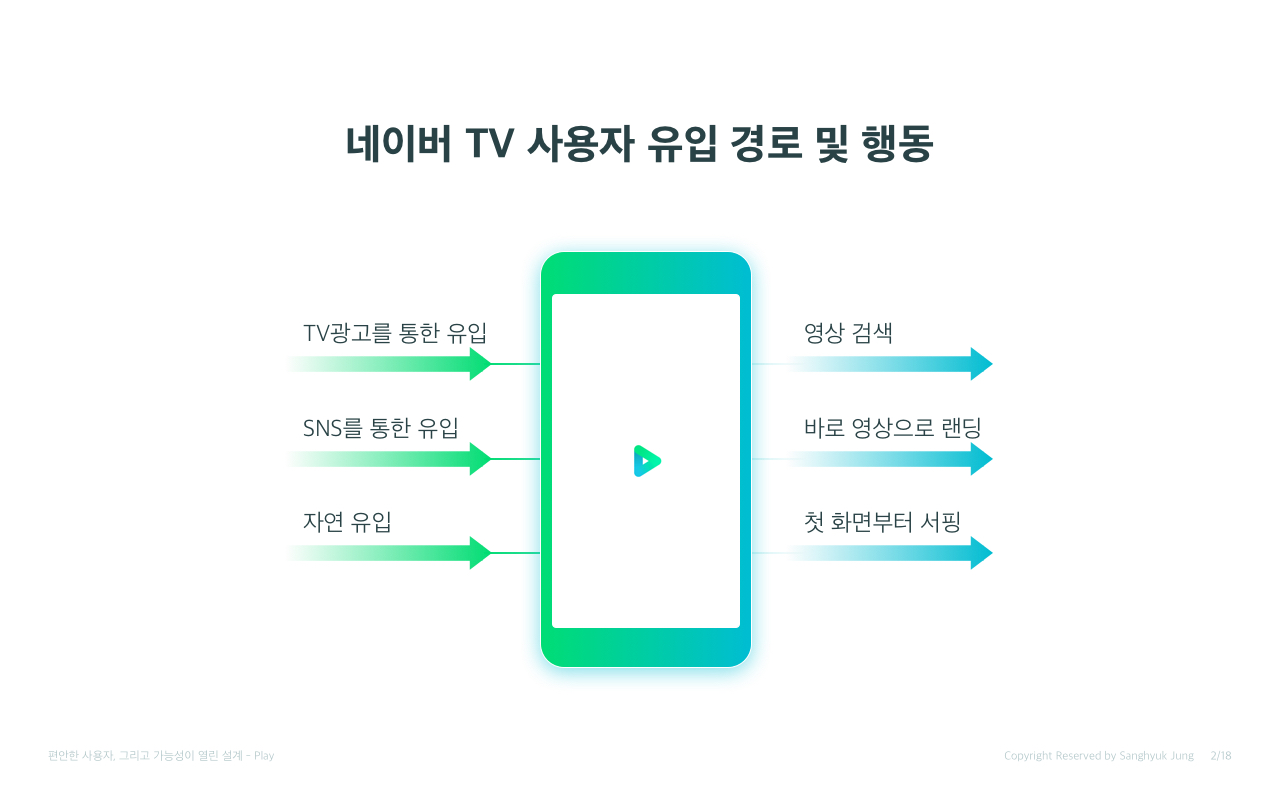 네이버 TV 사용자 유입 경로 및 행동
TV광고를 통한 유입
SNS를 통한 유입
자연 유입
영상 검색
바로 영상으로 랜딩
첫 화면부터 서핑
편안한 사용자, 그리고 가능성이 열린 설계 - Play
Copyright Reserved by Sanghyuk Jung 2/18